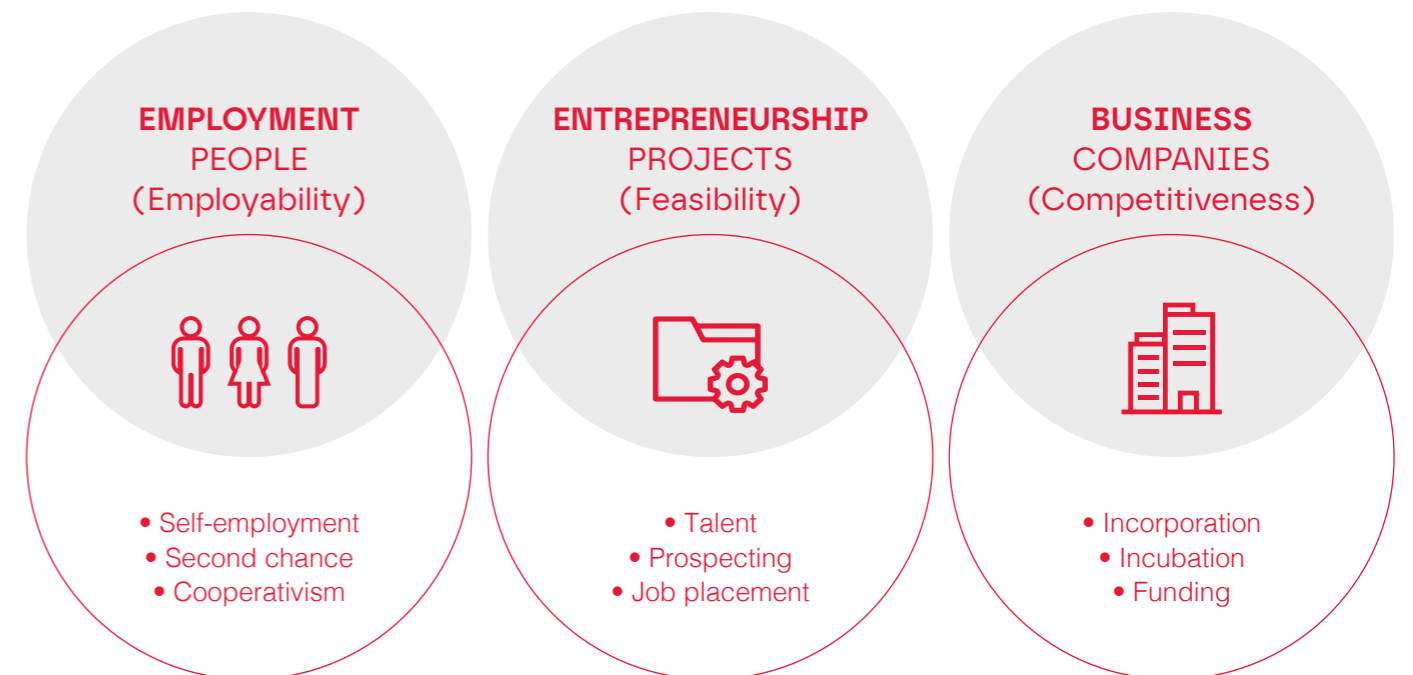 EMPLOYMENT
PEOPLE
(Employability)
• Self-employment
• Second chance
• Cooperativism
ENTREPRENEURSHIP
PROJECTS
(Feasibility)
• Talent
• Prospecting
• Job placement
BUSINESS
COMPANIES
(Competitiveness)
• Incorporation
• Incubation
• Funding